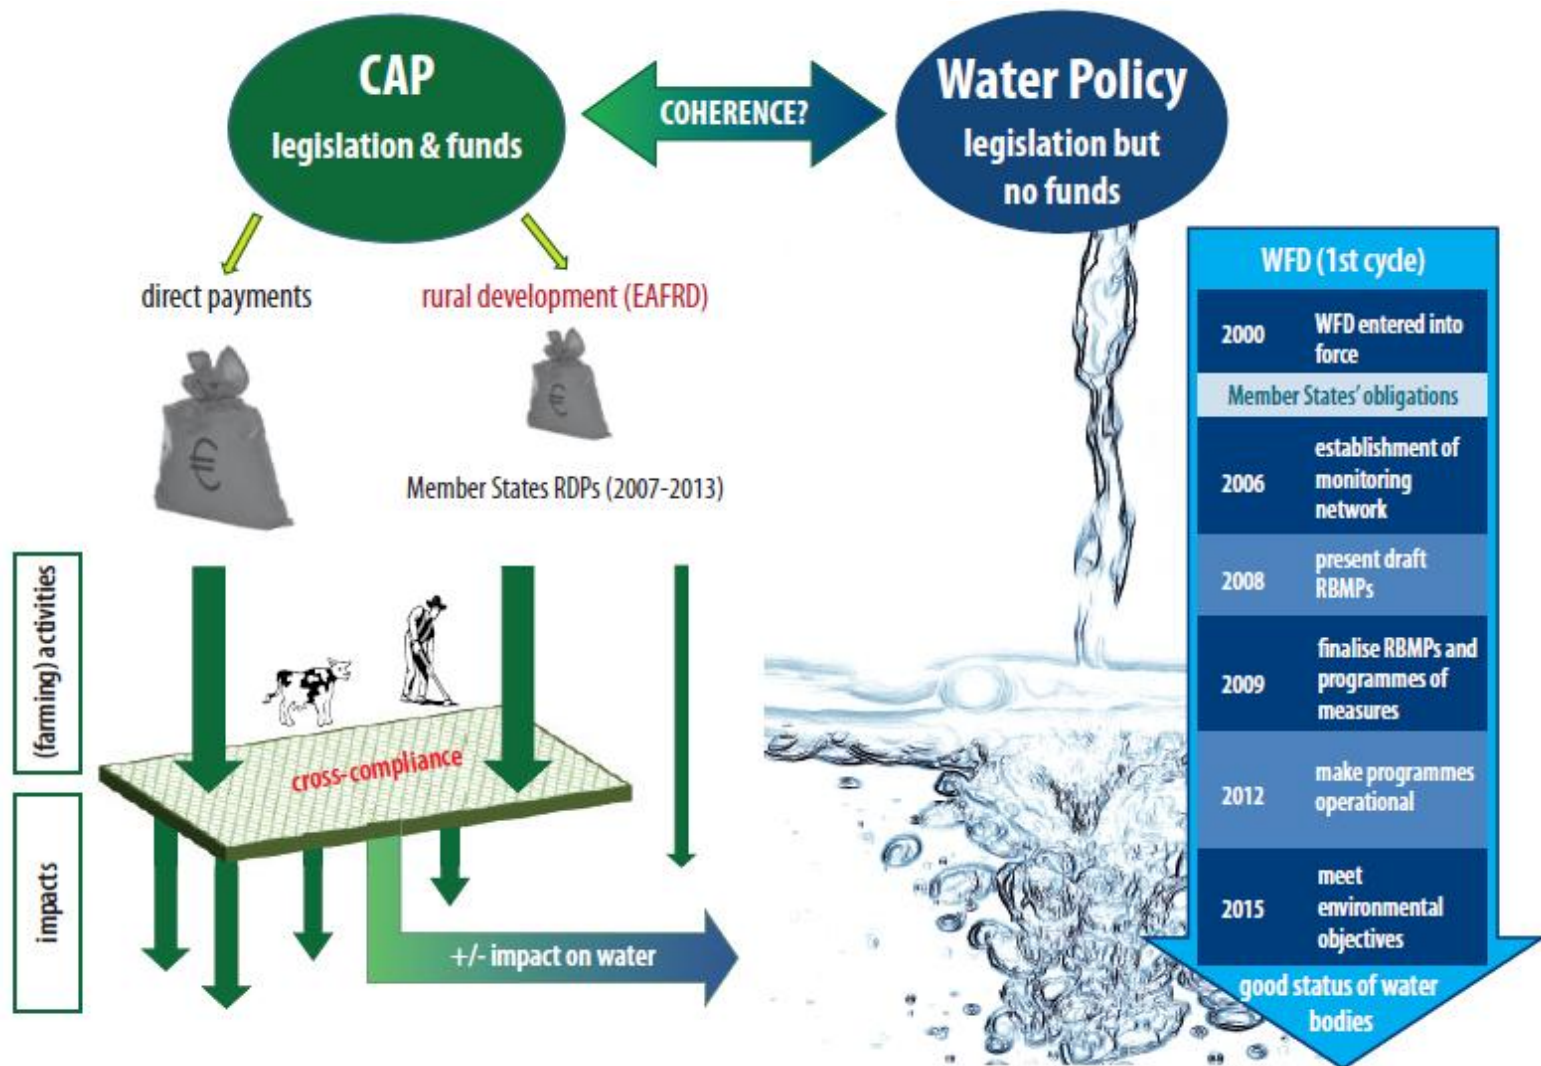 CAP
legislation & funds
COHERENCE?
Water Policy
legislation but
no funds
direct payments
rural development (EAFRD)
€
€
Member States RDPs (2007-2013)
(farming) activities
cross-compliance
impacts
+/- impact on water
WFD (1st cycle)
2000
WFD entered into
force
Member States' obligations
2006
establishment of
monitoring
network
2008
present draft
RBMPs
2009
finalise RBMPs and
programmes of
measures
2012
make programmes
operational
2015
meet
environmental
objectives
good status of water
bodies